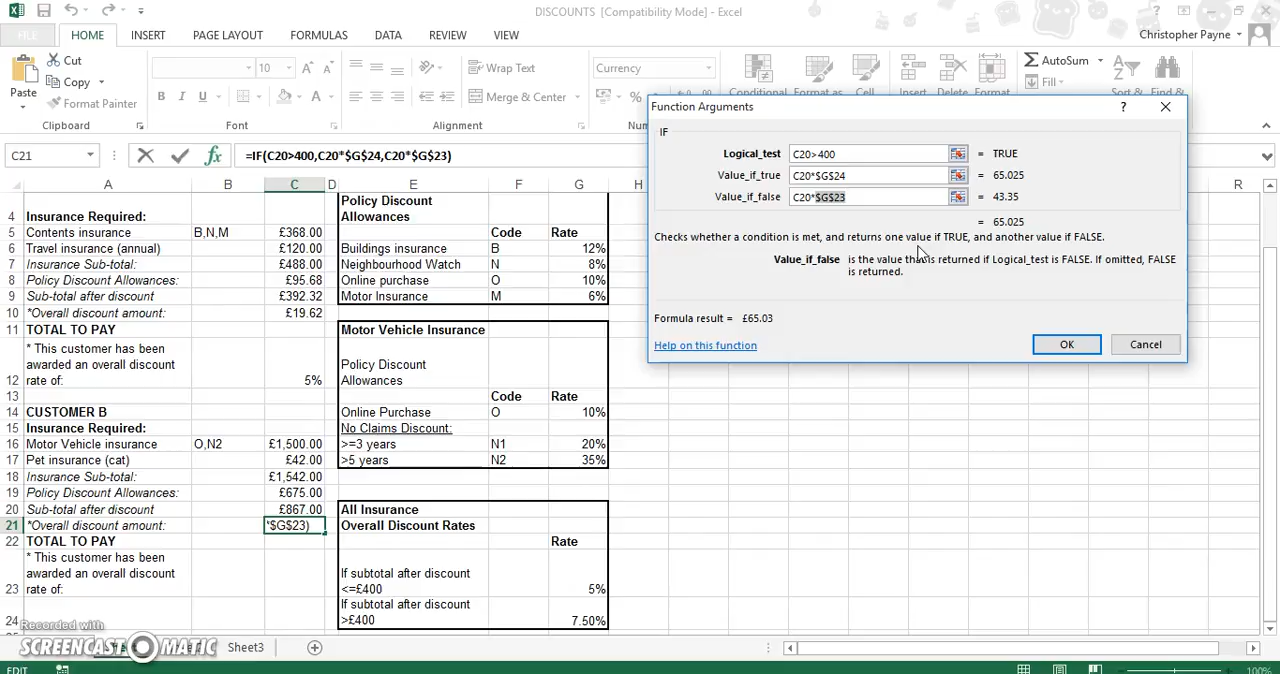 DISCOUNTS [Compatibility Mode] - Excel
FILE HOME INSERT PAGE LAYOUT FORMULAS DATA REVIEW VIEW
Christopher Payne
Cut
Copy
Format Painter
Paste
10
Wrap Text
Merge & Center
Currency
Conditional Format as Cell Insert Delete Format
AutoSum
Fill
Sort & Find &
Clipboard Font Alignment
C21 =IF(C20>400,C20*$G$24,C20*$G$23)
A B C D E F G H R
Function Arguments
IF
Logical_test C20>400 = TRUE
Value_if_true C20*$G$24 = 65.025
Value_if_false C20*$G$23 = 43.35
= 65.025
Checks whether a condition is met, and returns one value if TRUE, and another value if FALSE.
Value_if_false is the value that is returned if Logical_test is FALSE. If omitted, FALSE
is returned.
Formula result = £65.03
Help on this function
OK Cancel
Policy Discount
4 Insurance Required: Allowances
5 Contents insurance B,N,M £368.00 Code Rate
6 Travel insurance (annual) £120.00 Buildings insurance B 12%
7 Insurance Sub-total: £488.00 Neighbourhood Watch N 8%
8 Policy Discount Allowances: £95.68 Online purchase O 10%
9 Sub-total after discount £392.32 Motor Insurance M 6%
10 *Overall discount amount: £19.62
11 TOTAL TO PAY Motor Vehicle Insurance
* This customer has been
awarded an overall discount Policy Discount
12 rate of: 5% Allowances
13 Code Rate
14 CUSTOMER B Online Purchase O 10%
15 Insurance Required: No Claims Discount:
16 Motor Vehicle insurance O,N2 £1,500.00 >=3 years N1 20%
17 Pet insurance (cat) £42.00 >5 years N2 35%
18 Insurance Sub-total: £1,542.00
19 Policy Discount Allowances: £675.00
20 Sub-total after discount £867.00 All Insurance
21 *Overall discount amount: *$G$23) Overall Discount Rates
22 TOTAL TO PAY Rate
* This customer has been
awarded an overall discount If subtotal after discount
23 rate of: <=£400 5%
If subtotal after discount
24 >£400 7.50%
Recorded with
SCREENCAST MATIC
Sheet3
EDIT 100%